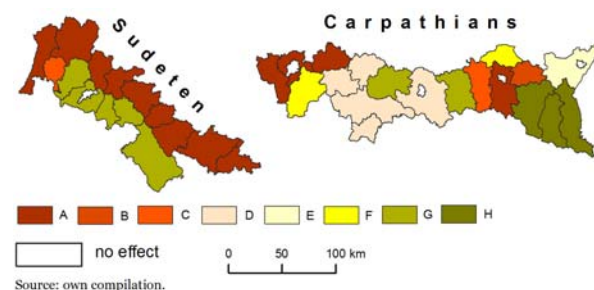 Sudeten
Carpathians
A B C D E F G H
no effect
0 50 100 km
Source: own compilation.